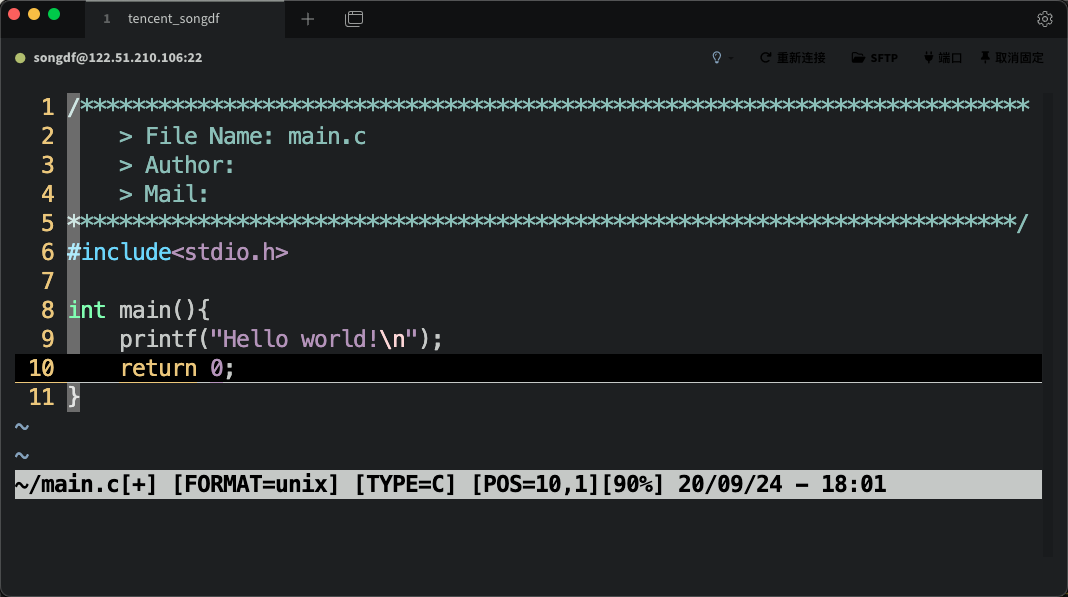 1 tencent_songdf
songdf@122.51.210.106:22 重新连接 SFTP 端口 取消固定
1 /*************************************************************************
2     > File Name: main.c
3     > Author:
4     > Mail:
5 *************************************************************************/
6 #include<stdio.h>
7
8 int main(){
9     printf("Hello world!\n");
10     return 0;
11 }
~
~
~/main.c[+] [FORMAT=unix] [TYPE=C] [POS=10,1][90%] 20/09/24 - 18:01